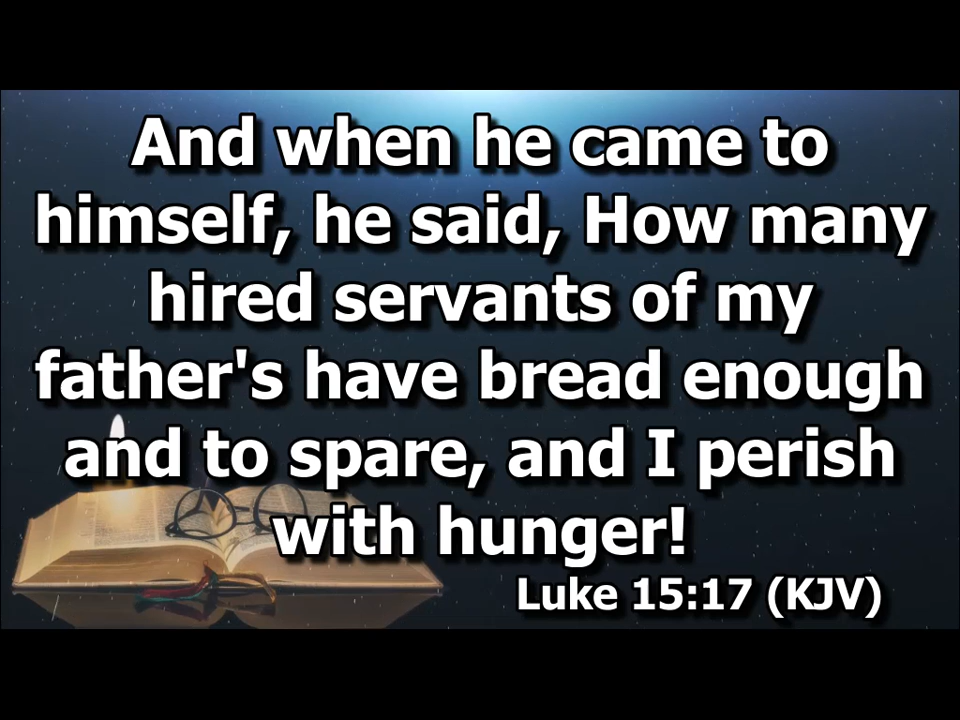 And when he came to
himself, he said, How many
hired servants of my
father's have bread enough
and to spare, and I perish
with hunger!
Luke 15:17 (KJV)